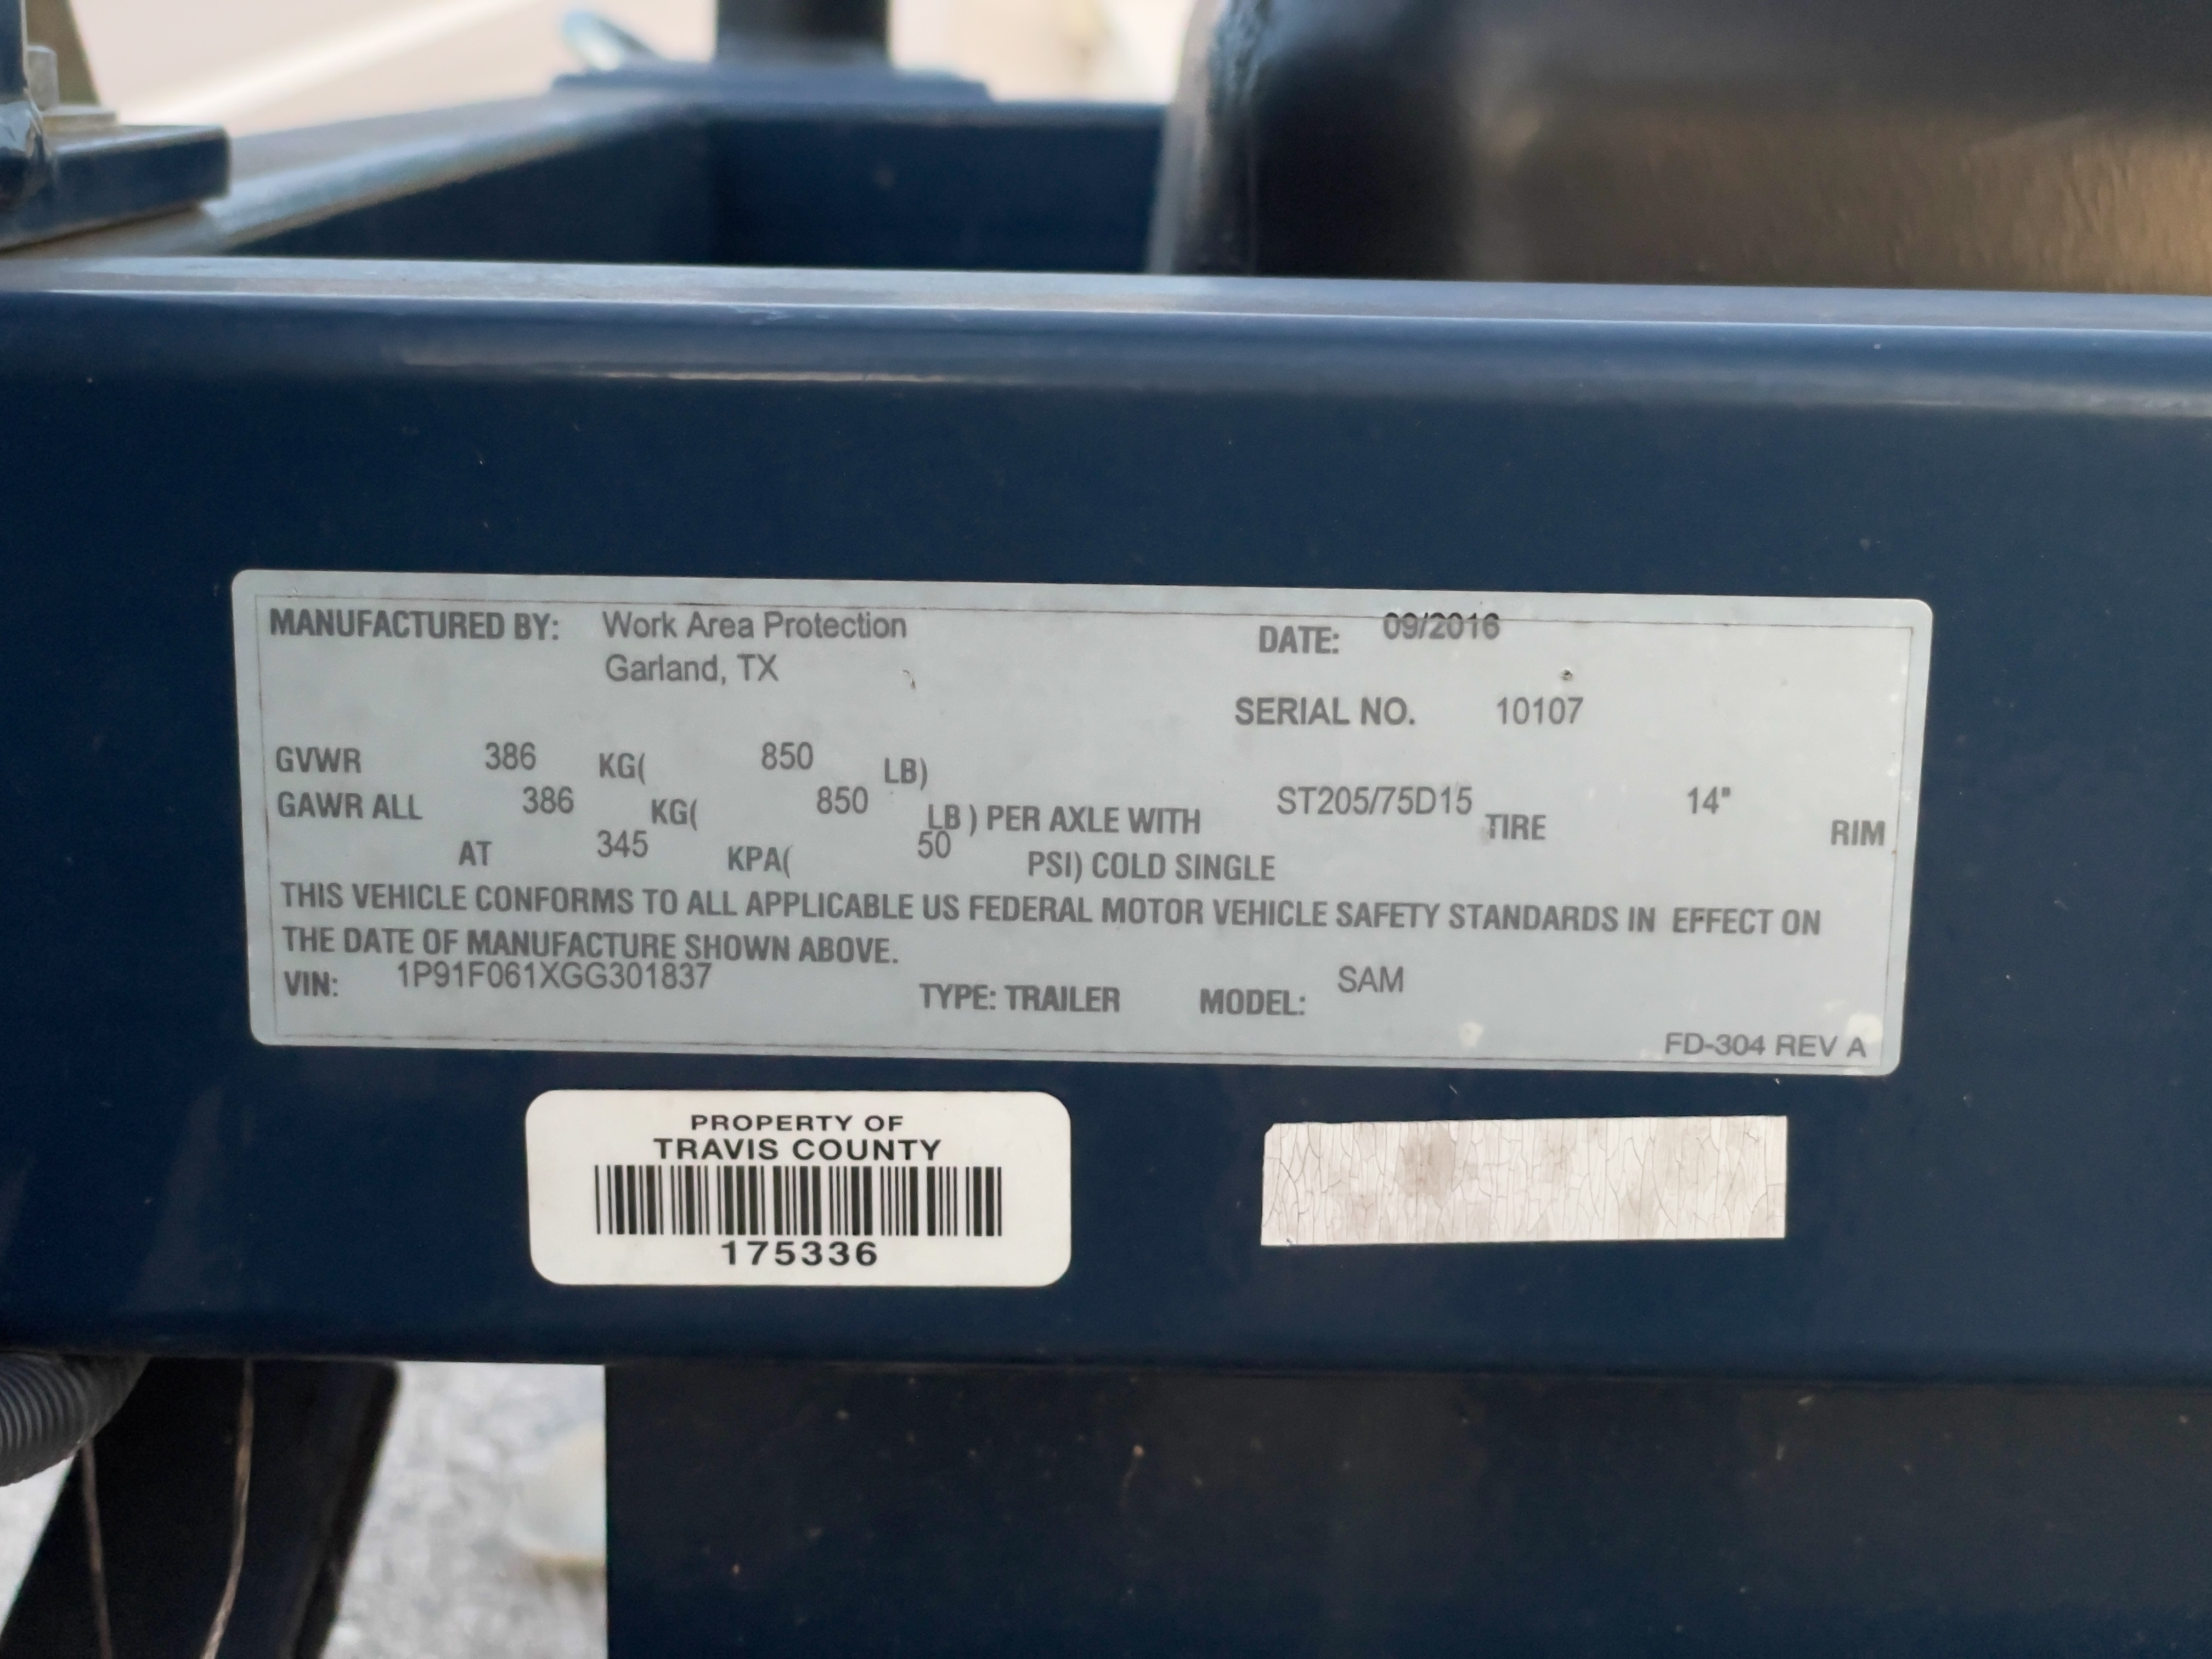 MANUFACTURED BY: Work Area Protection
Garland, TX
DATE: 09/2016
SERIAL NO. 10107
GVWR 386 KG( 850 LB)
GAWR ALL 386 KG( 850 LB ) PER AXLE WITH ST205/75D15 TIRE 14" RIM
AT 345 KPA( 50 PSI) COLD SINGLE
THIS VEHICLE CONFORMS TO ALL APPLICABLE US FEDERAL MOTOR VEHICLE SAFETY STANDARDS IN EFFECT ON
THE DATE OF MANUFACTURE SHOWN ABOVE.
VIN: 1P91F061XGG301837 TYPE: TRAILER MODEL: SAM
FD-304 REV A
PROPERTY OF
TRAVIS COUNTY
175336